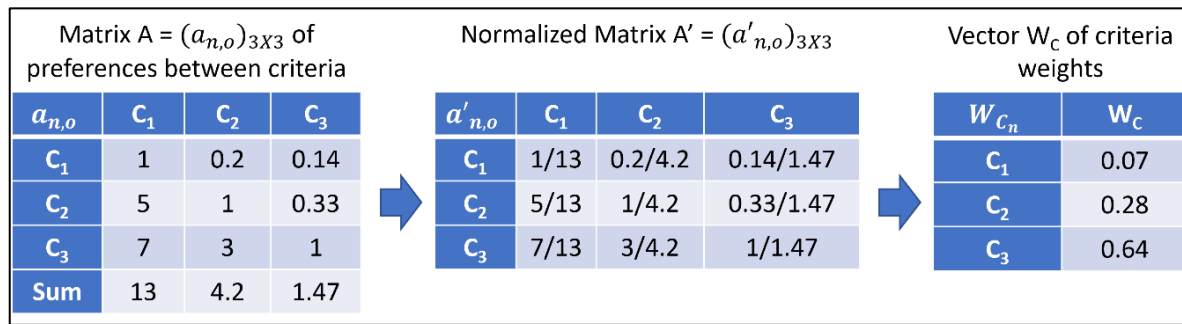 Matrix A = (a_{n,o})_{3X3} of
preferences between criteria
a_{n,o} C₁ C₂ C₃
C₁ 1 0.2 0.14
C₂ 5 1 0.33
C₃ 7 3 1
Sum 13 4.2 1.47
Normalized Matrix A’ = (a'_{n,o})_{3X3}
a'_{n,o} C₁ C₂ C₃
C₁ 1/13 0.2/4.2 0.14/1.47
C₂ 5/13 1/4.2 0.33/1.47
C₃ 7/13 3/4.2 1/1.47
Vector W_C of criteria
weights
W_{C_n} W_C
C₁ 0.07
C₂ 0.28
C₃ 0.64